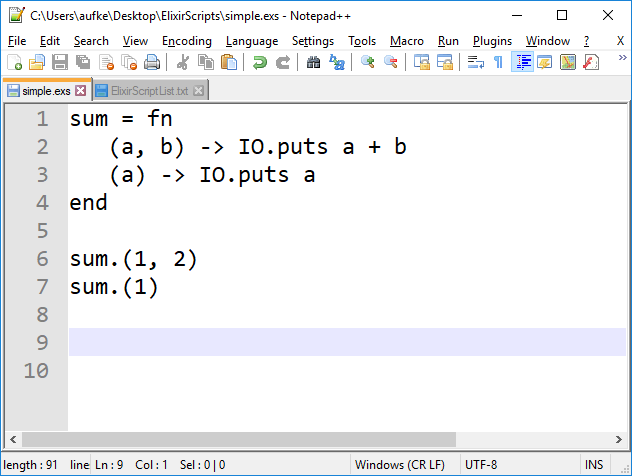 C:\Users\aufke\Desktop\ElixirScripts\simple.exs - Notepad++
File Edit Search View Encoding Language Settings Tools Macro Run Plugins Window ? X
simple.exs ElixirScriptList.txt
1 sum = fn
2 (a, b) -> IO.puts a + b
3 (a) -> IO.puts a
4 end
5
6 sum.(1, 2)
7 sum.(1)
8
9
10
length : 91 line Ln : 9 Col : 1 Sel : 0 | 0 Windows (CR LF) UTF-8 INS